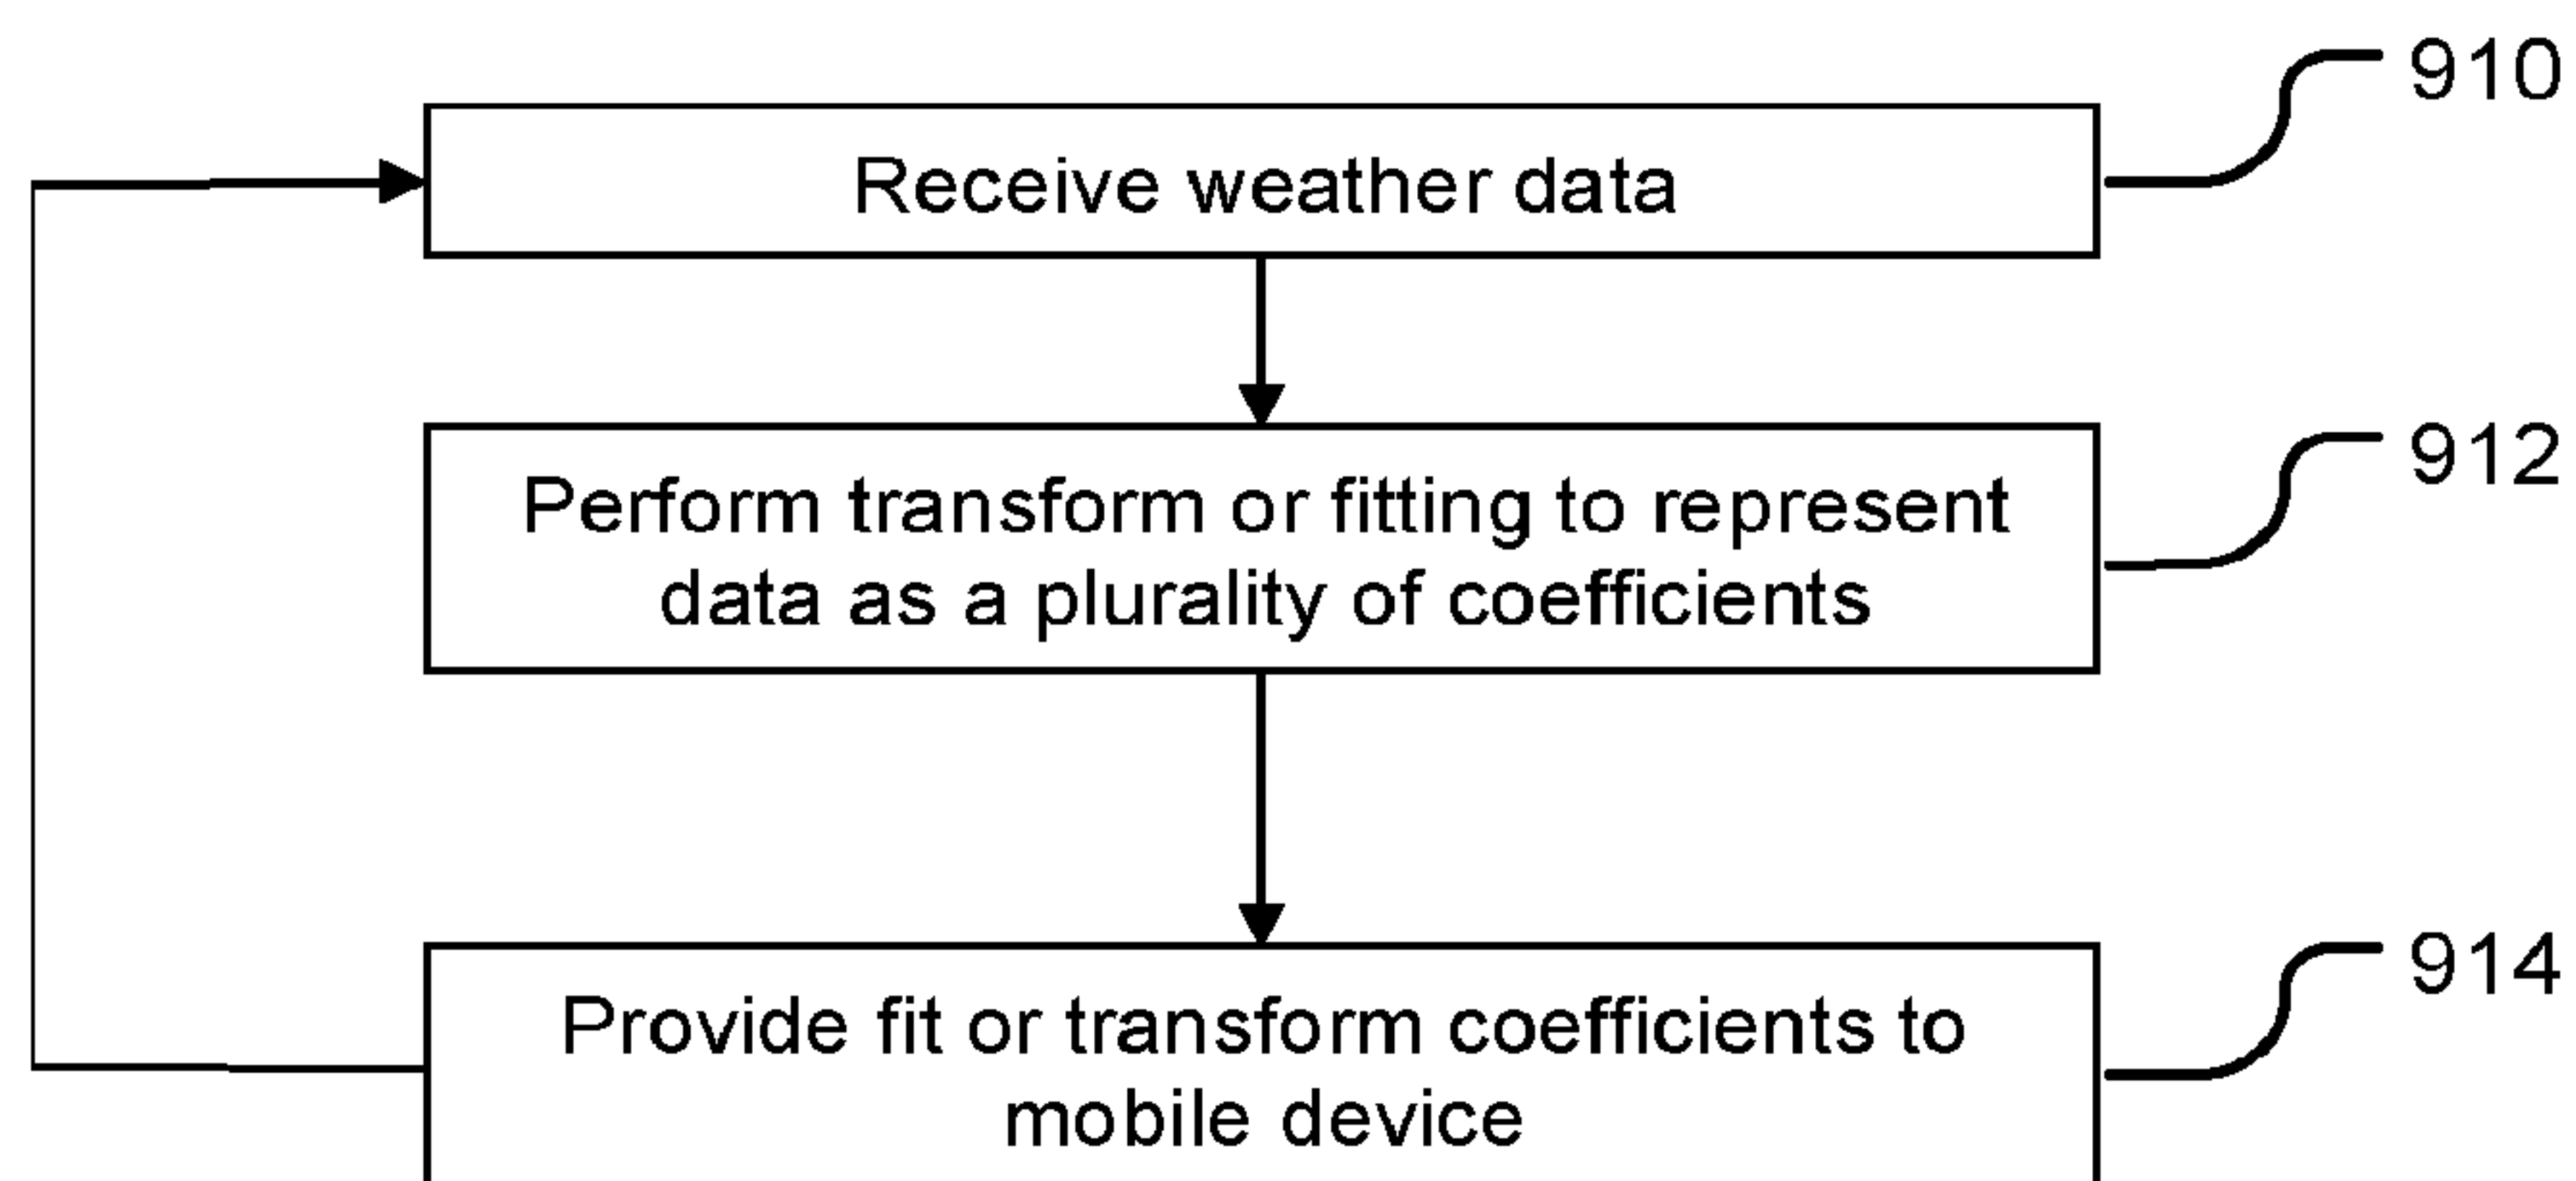 910
Receive weather data
912
Perform transform or fitting to represent
data as a plurality of coefficients
914
Provide fit or transform coefficients to
mobile device